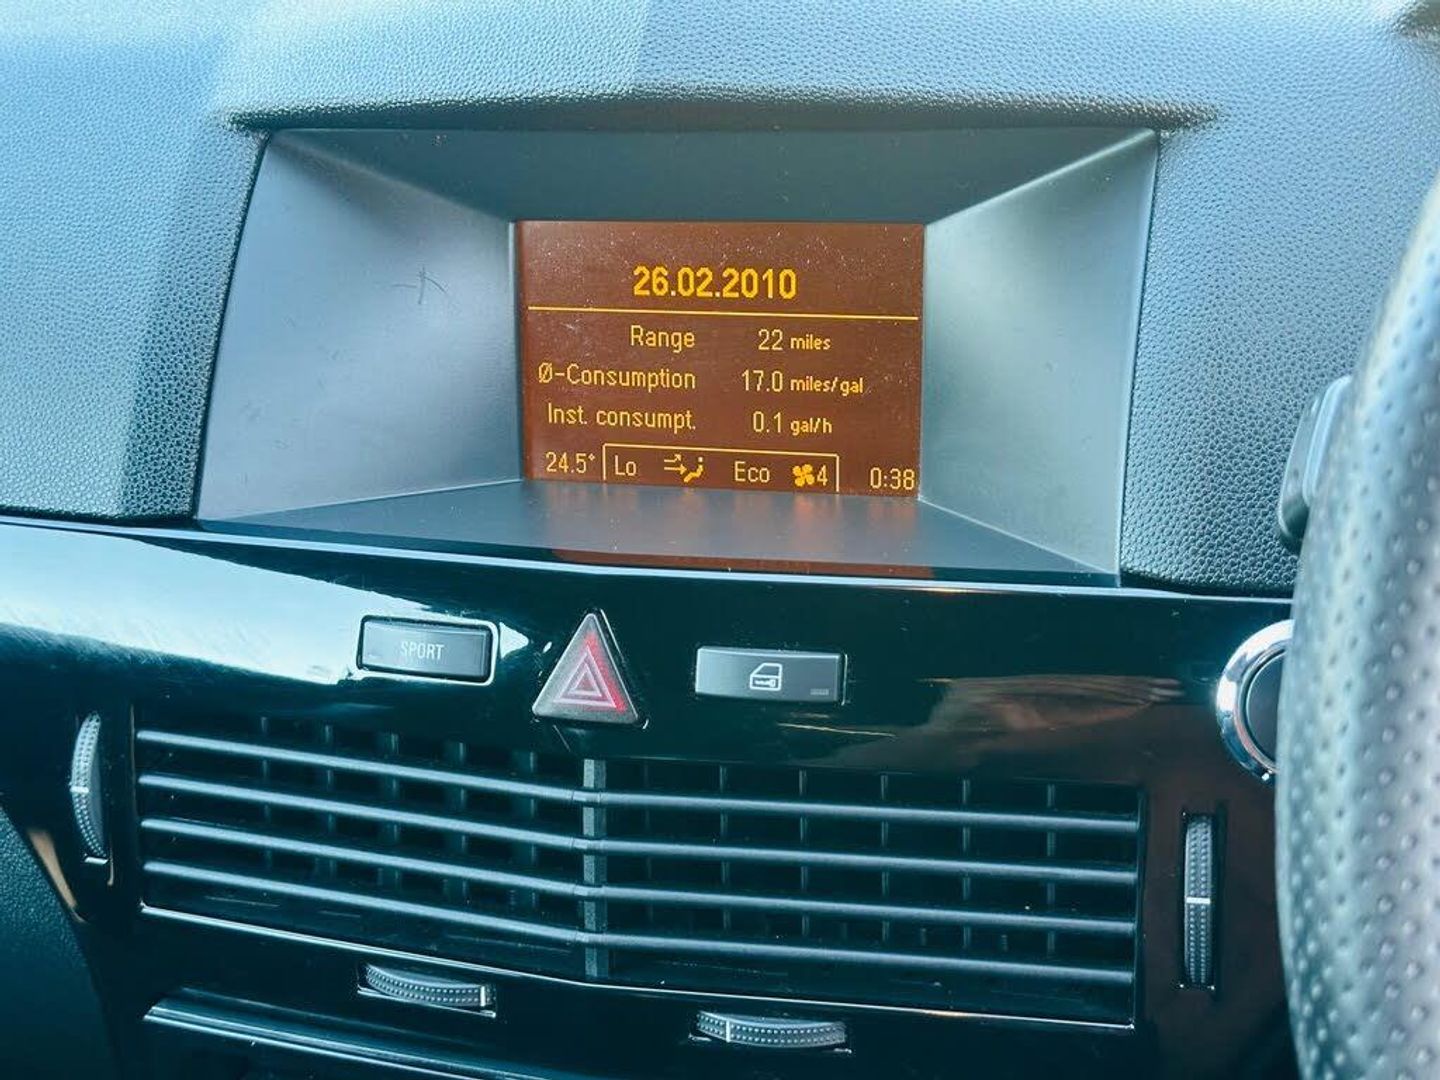 26.02.2010
Range 22 miles
Ø-Consumption 17.0 miles/gal
Inst. consumpt. 0.1 gal/h
24.5° Lo Eco 4 0:38
SPORT